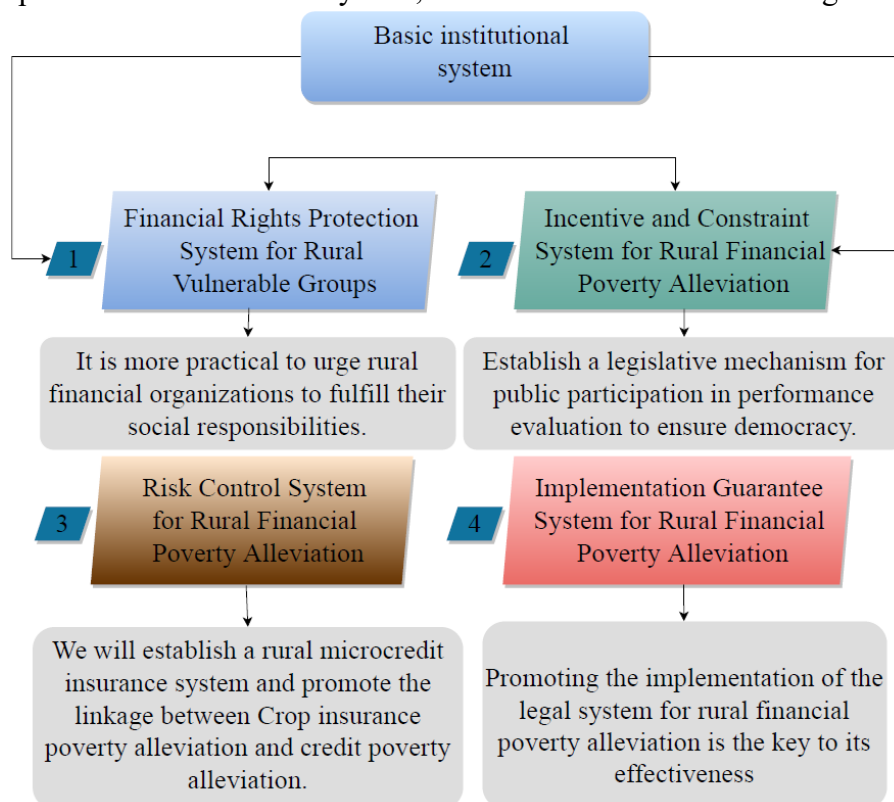 Basic institutional
system
1
Financial Rights Protection
System for Rural
Vulnerable Groups
2
Incentive and Constraint
System for Rural Financial
Poverty Alleviation
It is more practical to urge rural
financial organizations to fulfill their
social responsibilities.
Establish a legislative mechanism for
public participation in performance
evaluation to ensure democracy.
3
Risk Control System
for Rural Financial
Poverty Alleviation
4
Implementation Guarantee
System for Rural Financial
Poverty Alleviation
We will establish a rural microcredit
insurance system and promote the
linkage between Crop insurance
poverty alleviation and credit poverty
alleviation.
Promoting the implementation of the
legal system for rural financial
poverty alleviation is the key to its
effectiveness